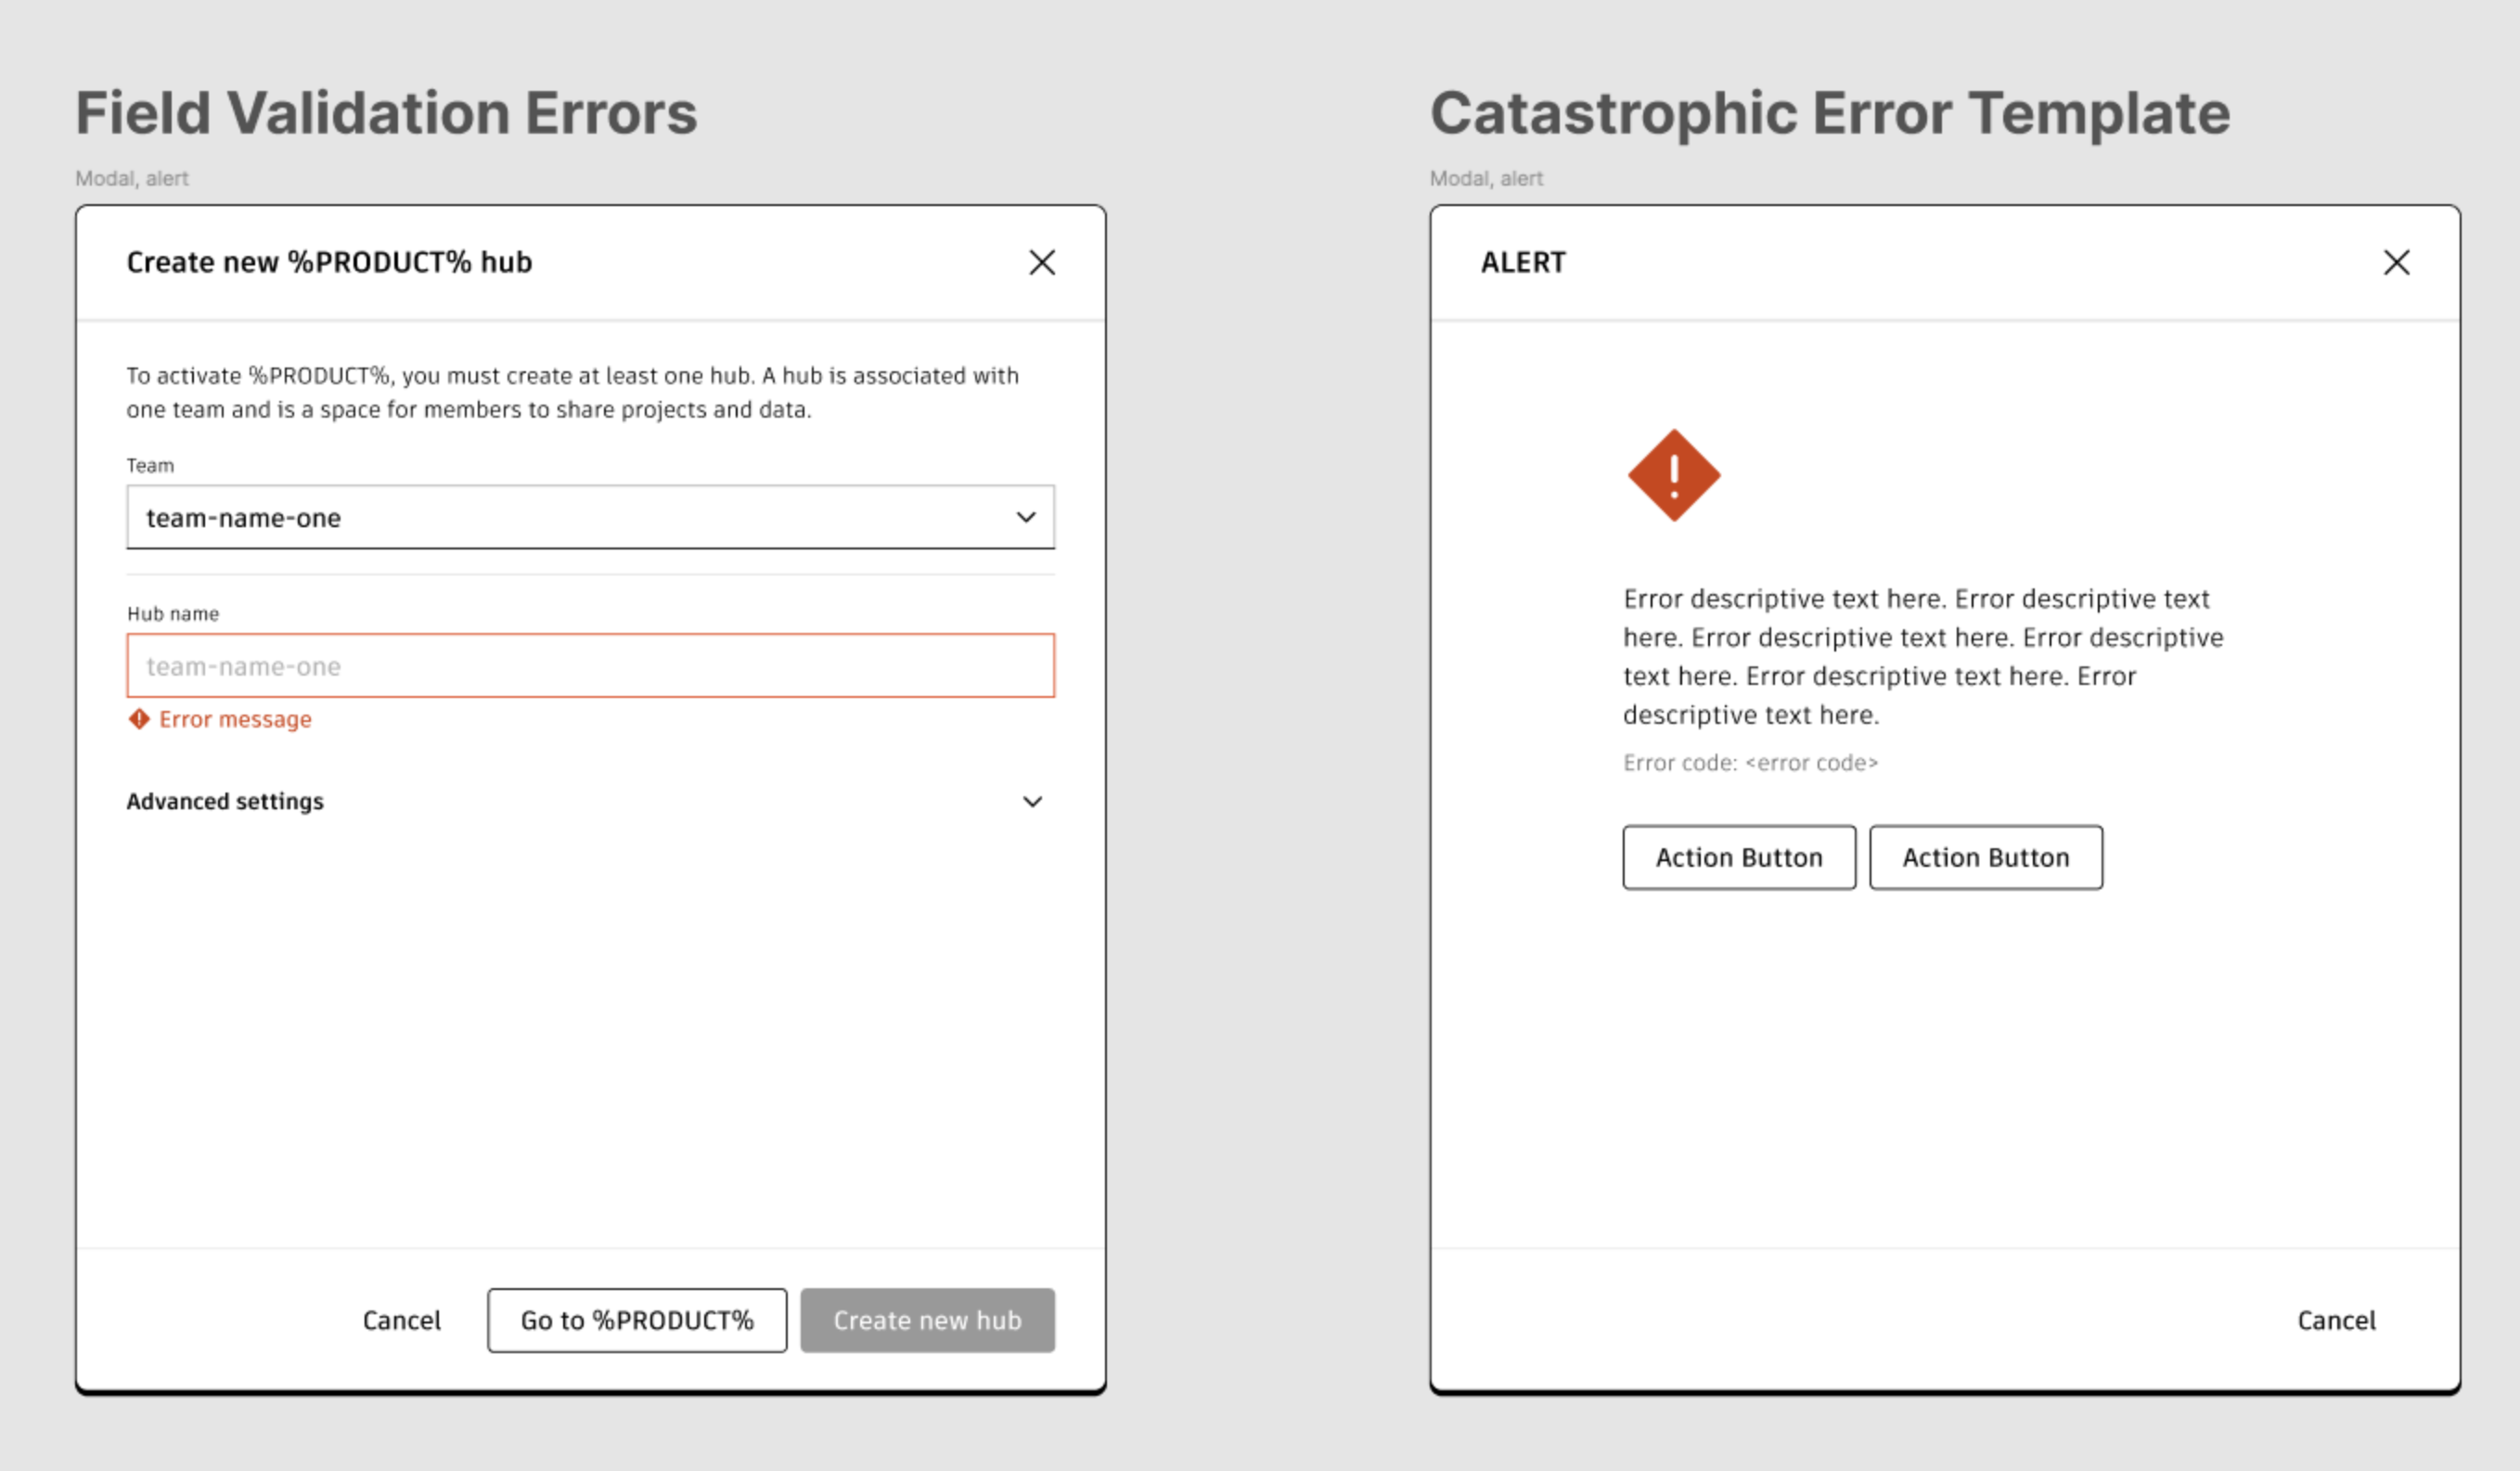 Field Validation Errors
Modal, alert
Create new %PRODUCT% hub
To activate %PRODUCT%, you must create at least one hub. A hub is associated with
one team and is a space for members to share projects and data.
Team
team-name-one
Hub name
team-name-one
Error message
Advanced settings
Cancel
Go to %PRODUCT%
Create new hub
Catastrophic Error Template
Modal, alert
ALERT
Error descriptive text here. Error descriptive text
here. Error descriptive text here. Error descriptive
text here. Error descriptive text here. Error
descriptive text here.
Error code: <error code>
Action Button
Action Button
Cancel